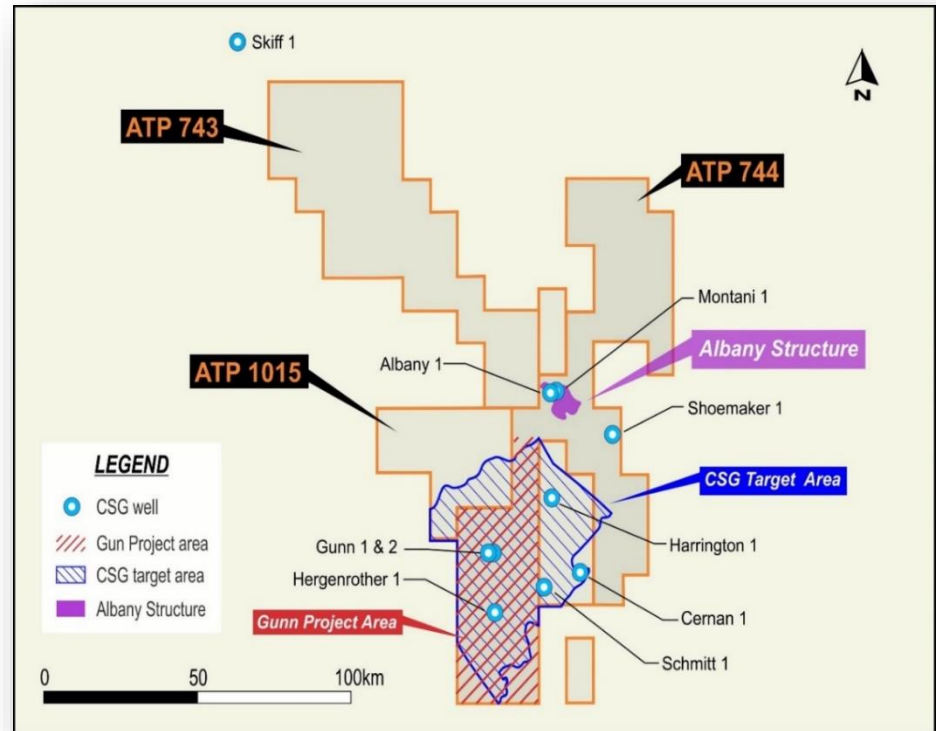 Skiff 1
N
ATP 743
ATP 744
Montani 1
Albany 1
Albany Structure
ATP 1015
Shoemaker 1
LEGEND
CSG well
Gun Project area
CSG target area
Albany Structure
CSG Target Area
Harrington 1
Gunn 1 & 2
Hergenrother 1
Gunn Project Area
Cernan 1
Schmitt 1
0 50 100km